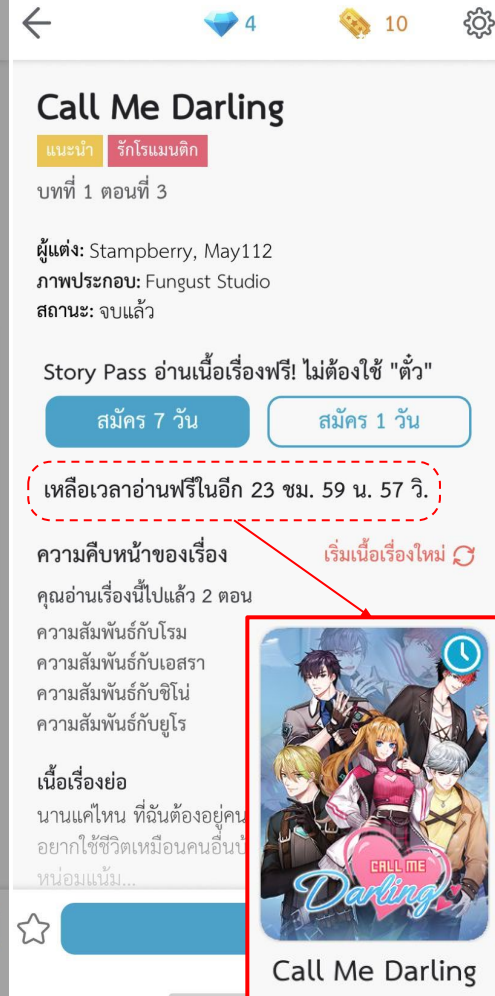 4
10
Call Me Darling
แนะนำ
รักโรแมนติก
บทที่ 1 ตอนที่ 3
ผู้แต่ง: Stampberry, May112
ภาพประกอบ: Fungust Studio
สถานะ: จบแล้ว
Story Pass อ่านเนื้อเรื่องฟรี! ไม่ต้องใช้ "ตั๋ว"
สมัคร 7 วัน
สมัคร 1 วัน
เหลือเวลาอ่านฟรีในอีก 23 ชม. 59 น. 57 วิ.
ความคืบหน้าของเรื่อง
เริ่มเนื้อเรื่องใหม่
คุณอ่านเรื่องนี้ไปแล้ว 2 ตอน
ความสัมพันธ์กับโรม
ความสัมพันธ์กับเอสรา
ความสัมพันธ์กับชิโน่
ความสัมพันธ์กับยูโร
เนื้อเรื่องย่อ
นานแค่ไหน ที่ฉันต้องอยู่คน
อยากใช้ชีวิตเหมือนคนอื่นบ้
หน่อมแน้ม...
CALL ME
Darling
Call Me Darling